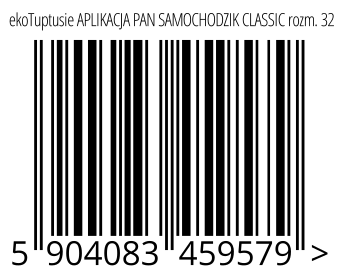 ekoTuptusie APLIKACJA PAN SAMOCHODZIK CLASSIC rozm. 32
5 904083 459579 >